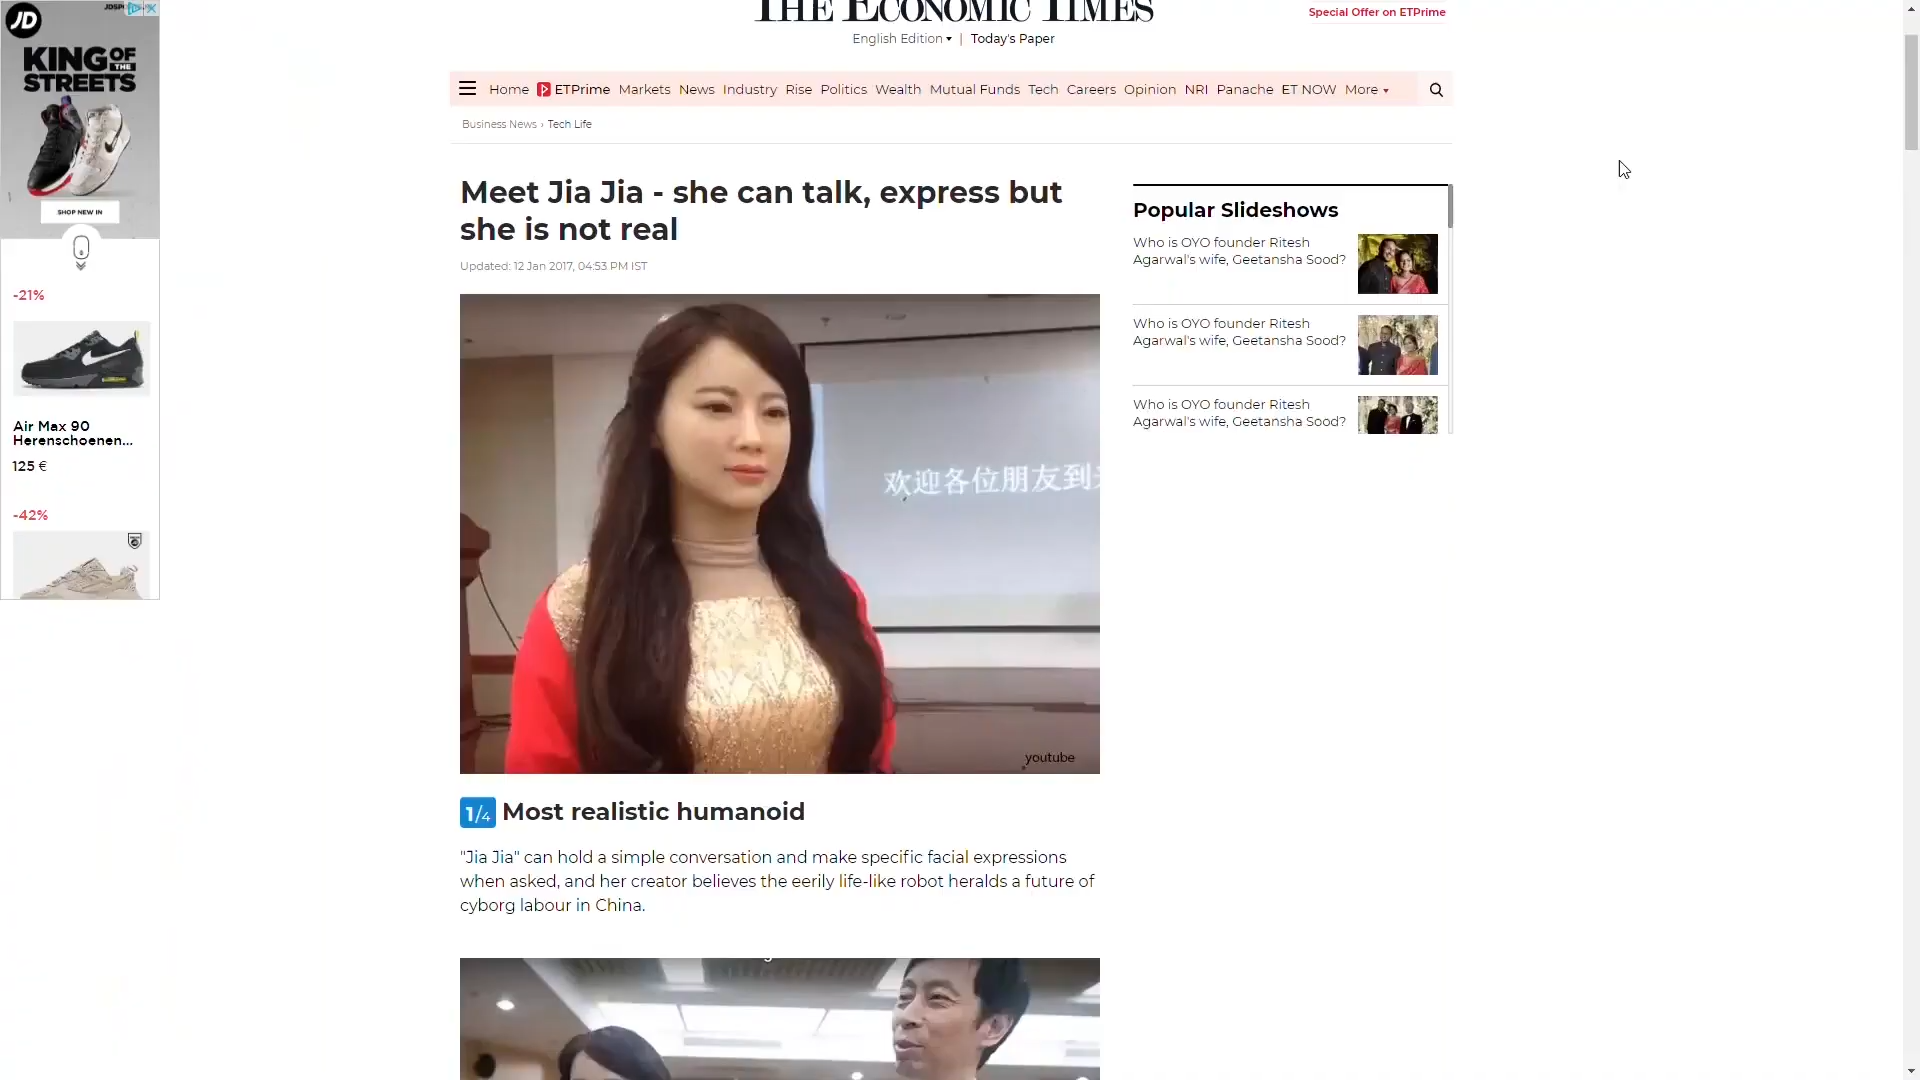 JD
KING OF THE STREETS
SHOP NEW IN
-21%
Air Max 90
Herenschoenen...
125 €
-42%
THE ECONOMIC TIMES
English Edition | Today's Paper
Special Offer on ETPrime
Home ETPrime Markets News Industry Rise Politics Wealth Mutual Funds Tech Careers Opinion NRI Panache ET NOW More
Business News › Tech Life
Meet Jia Jia - she can talk, express but
she is not real
Updated: 12 Jan 2017, 04:53 PM IST
欢迎各位朋友到
youtube
1/4 Most realistic humanoid
"Jia Jia" can hold a simple conversation and make specific facial expressions
when asked, and her creator believes the eerily life-like robot heralds a future of
cyborg labour in China.
Popular Slideshows
Who is OYO founder Ritesh
Agarwal's wife, Geetansha Sood?
Who is OYO founder Ritesh
Agarwal's wife, Geetansha Sood?
Who is OYO founder Ritesh
Agarwal's wife, Geetansha Sood?